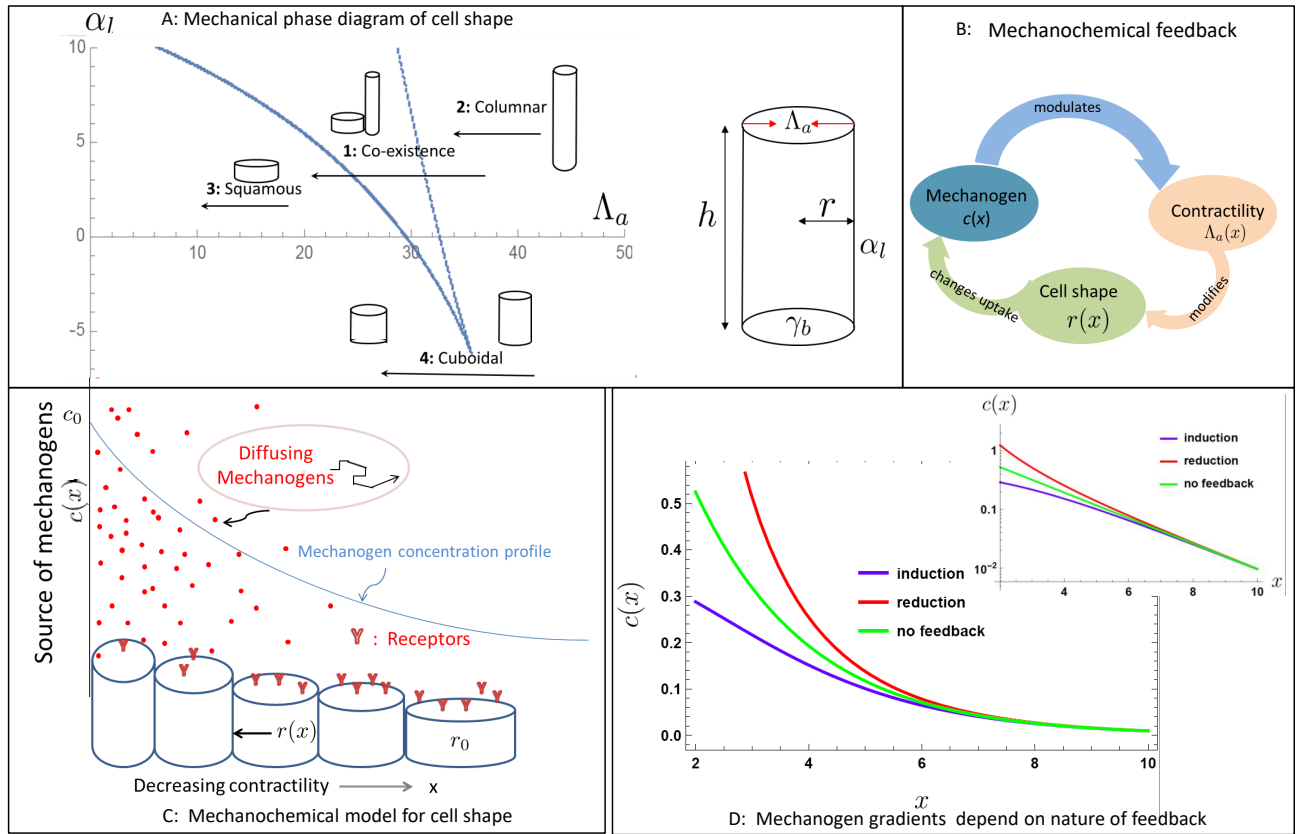 A: Mechanical phase diagram of cell shape
α_l
10
5
0
-5
0
10
20
30
40
50
Λ_a
2: Columnar
1: Co-existence
3: Squamous
4: Cuboidal
Λ_a
h
r
α_l
γ_b
B: Mechanochemical feedback
modulates
Mechanogen
c(x)
Contractility
Λ_a(x)
changes uptake
Cell shape
r(x)
modifies
Source of mechanogens
c_0
c(x)
Diffusing
Mechanogens
Mechanogen concentration profile
Y : Receptors
r(x)
r_0
Decreasing contractility
x
C: Mechanochemical model for cell shape
c(x)
0.5
0.4
0.3
0.2
0.1
0.0
2
4
6
8
10
x
induction
reduction
no feedback
c(x)
1
0.1
10^-2
4
6
8
10
x
induction
reduction
no feedback
D: Mechanogen gradients depend on nature of feedback